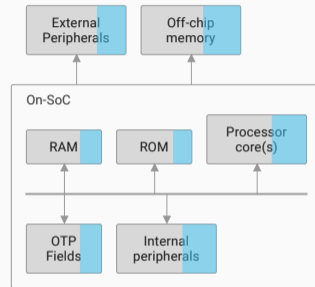 External
Peripherals
Off-chip
memory
On-SoC
RAM
ROM
Processor
core(s)
OTP
Fields
Internal
peripherals